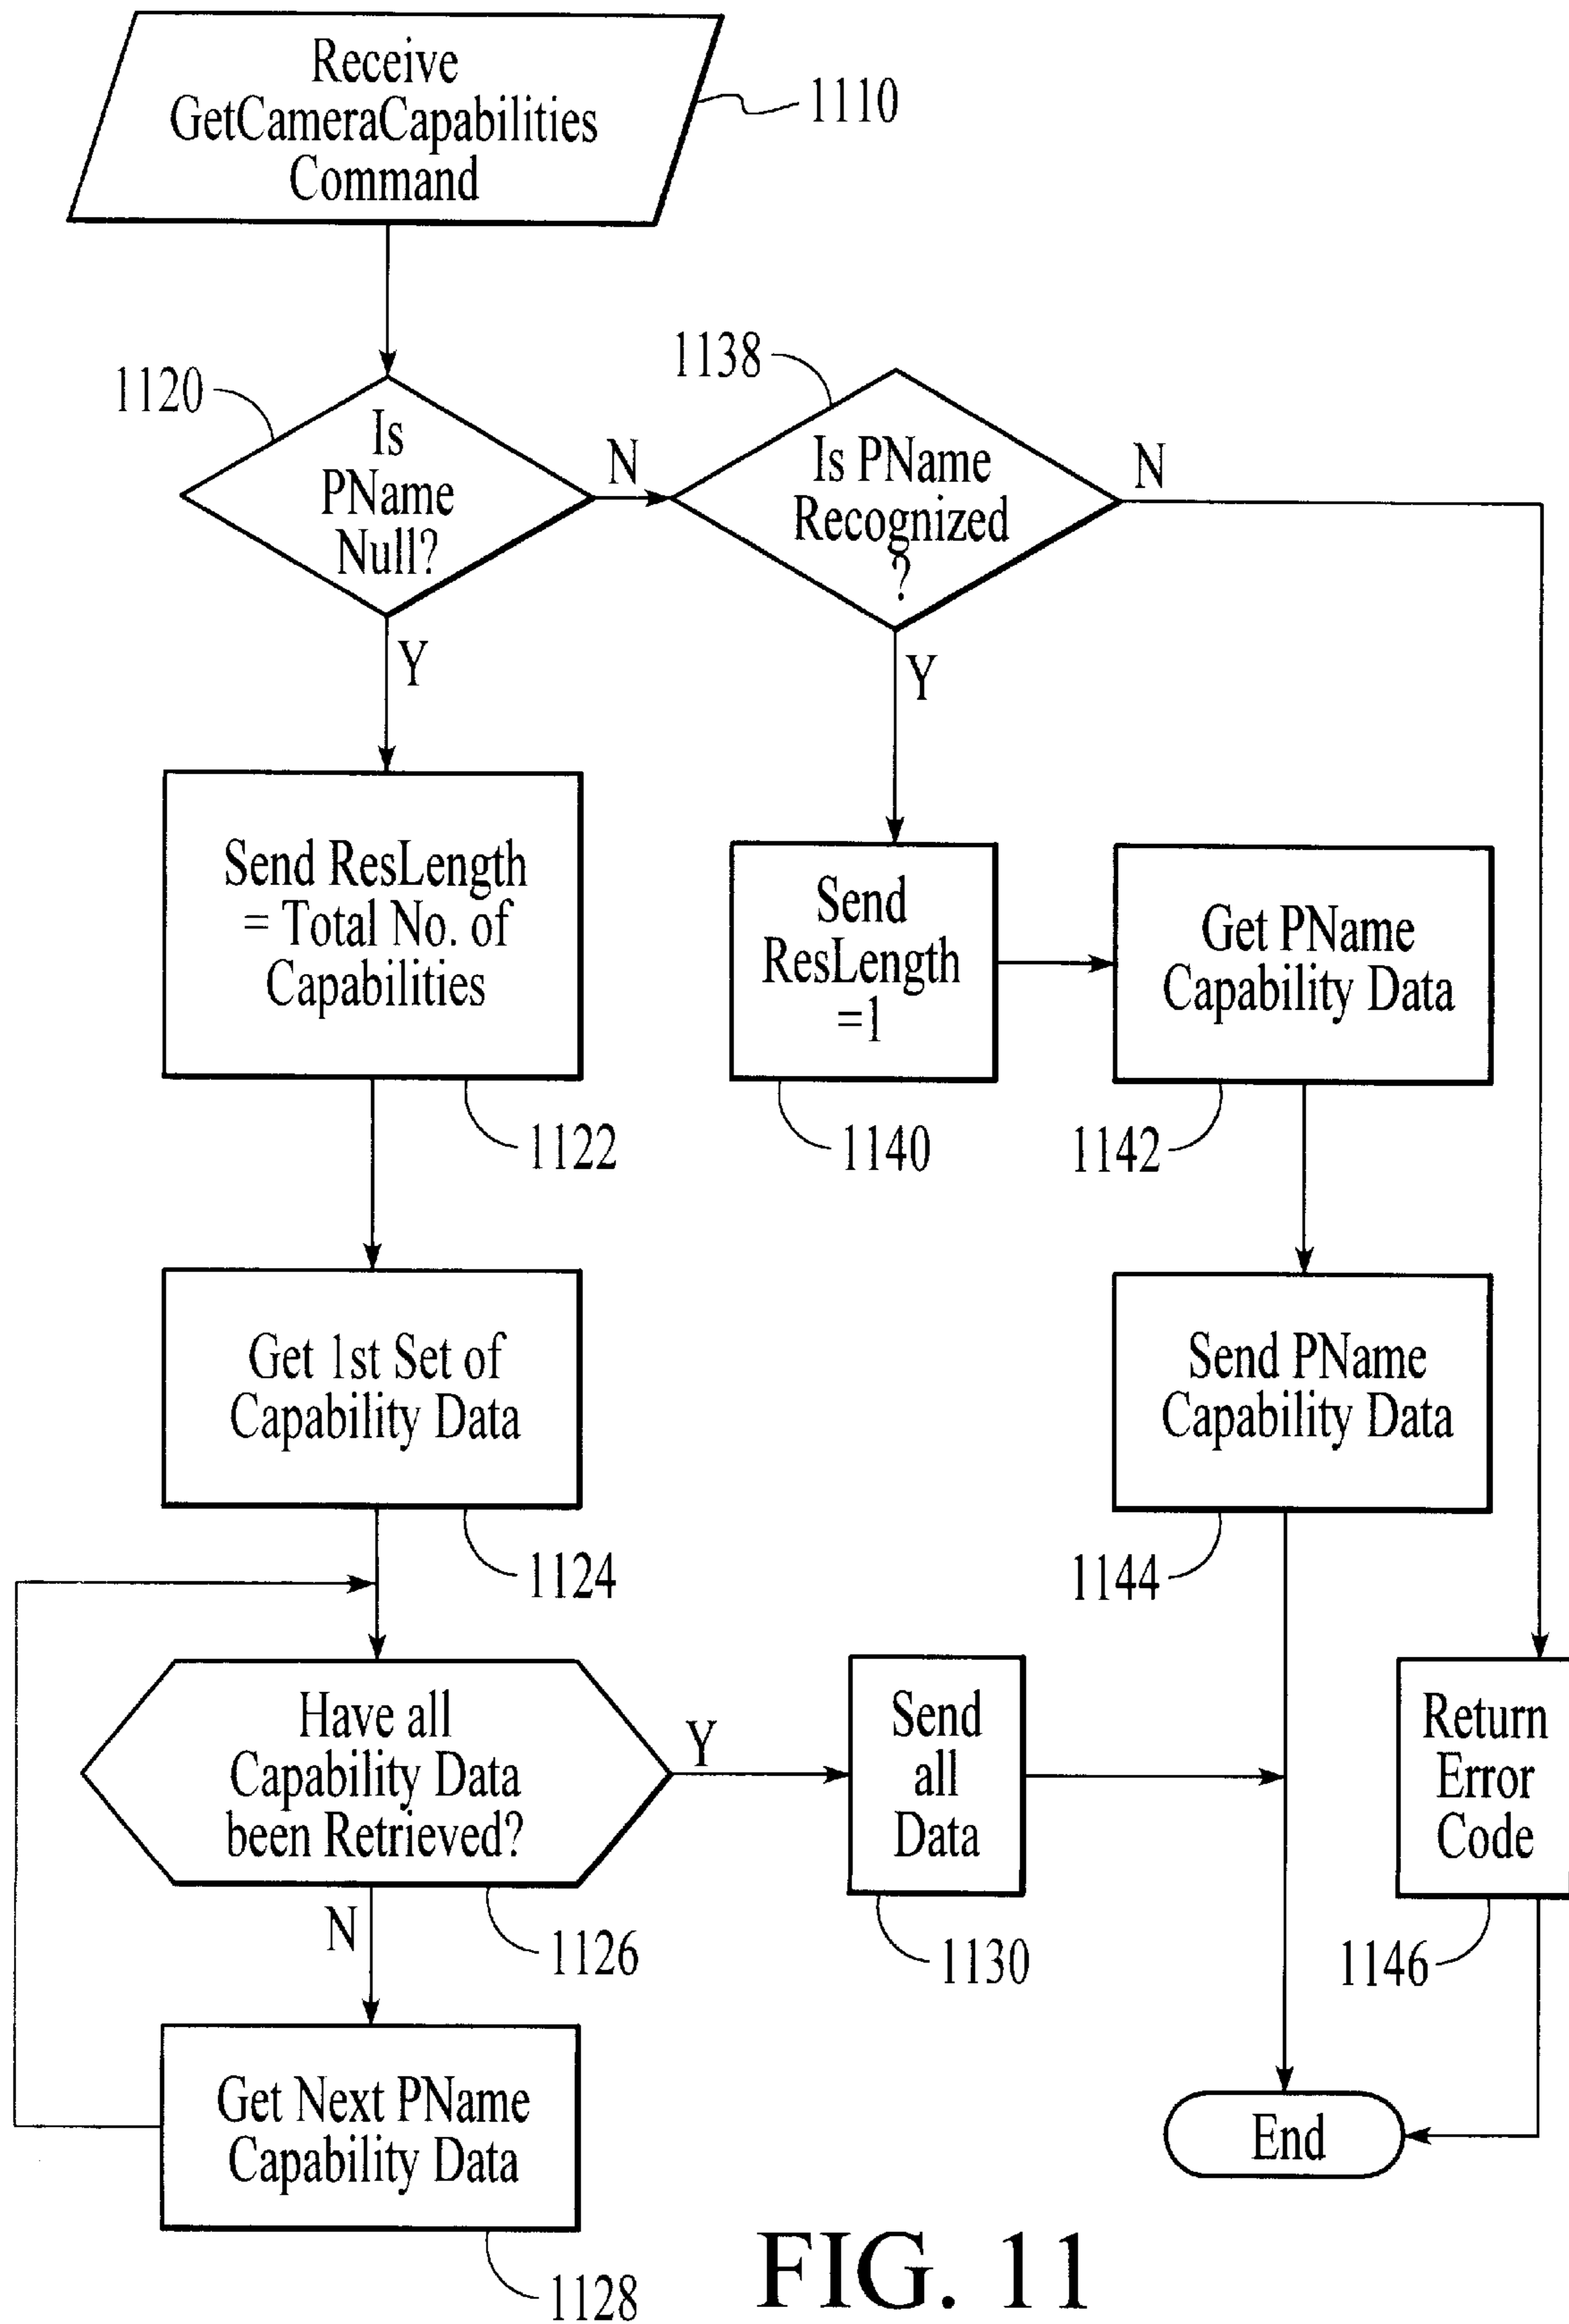 Receive
GetCameraCapabilities
Command
1110
1120
Is
PName
Null?
N
Y
1138
Is PName
Recognized
?
N
Y
Send ResLength
= Total No. of
Capabilities
1122
Send
ResLength
=1
1140
Get PName
Capability Data
1142
Get 1st Set of
Capability Data
1124
Send PName
Capability Data
1144
Have all
Capability Data
been Retrieved?
Y
N
1126
Send
all
Data
1130
Return
Error
Code
1146
Get Next PName
Capability Data
1128
End
FIG. 11